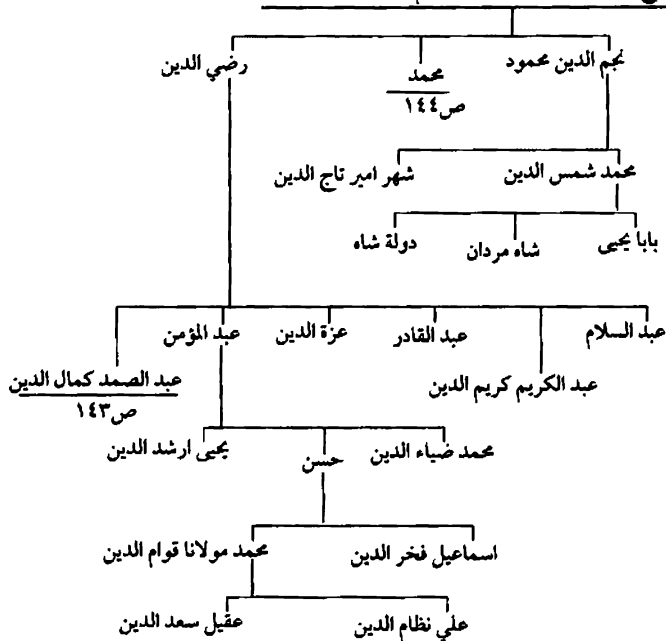 نجم الدين محمود محمد رضي الدين
ص١٤٤
محمد شمس الدين شهر امير تاج الدين
بابا يحيى شاه مردان دولة شاه
عبد السلام عبد القادر عزة الدين عبد المؤمن
عبد الكريم كريم الدين عبد الصمد كمال الدين
ص١٤٣
محمد ضياء الدين حسن يحيى ارشد الدين
اسماعيل فخر الدين محمد مولانا قوام الدين
علي نظام الدين عقيل سعد الدين